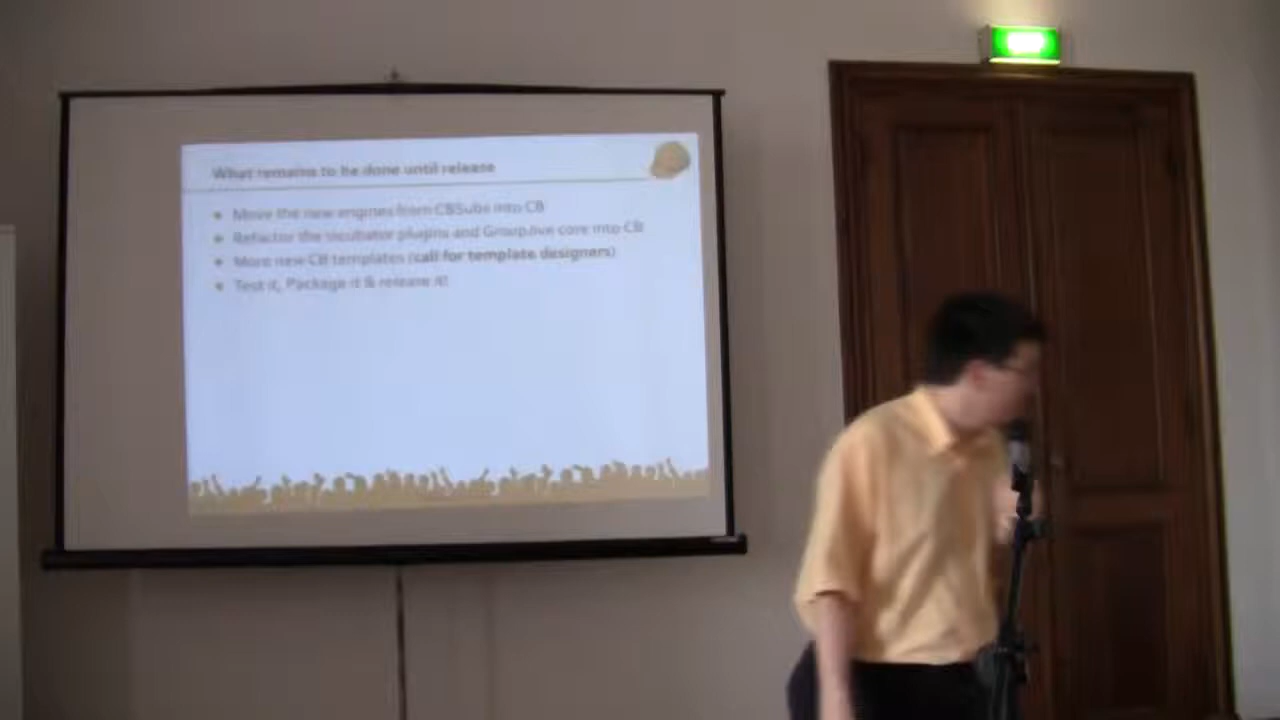 What remains to be done until release
Move the new engines from CBSubs into CB
Refactor the incubator plugins and GroupJive core into CB
More new CB templates (call for template designers)
Test it, Package it & release it!